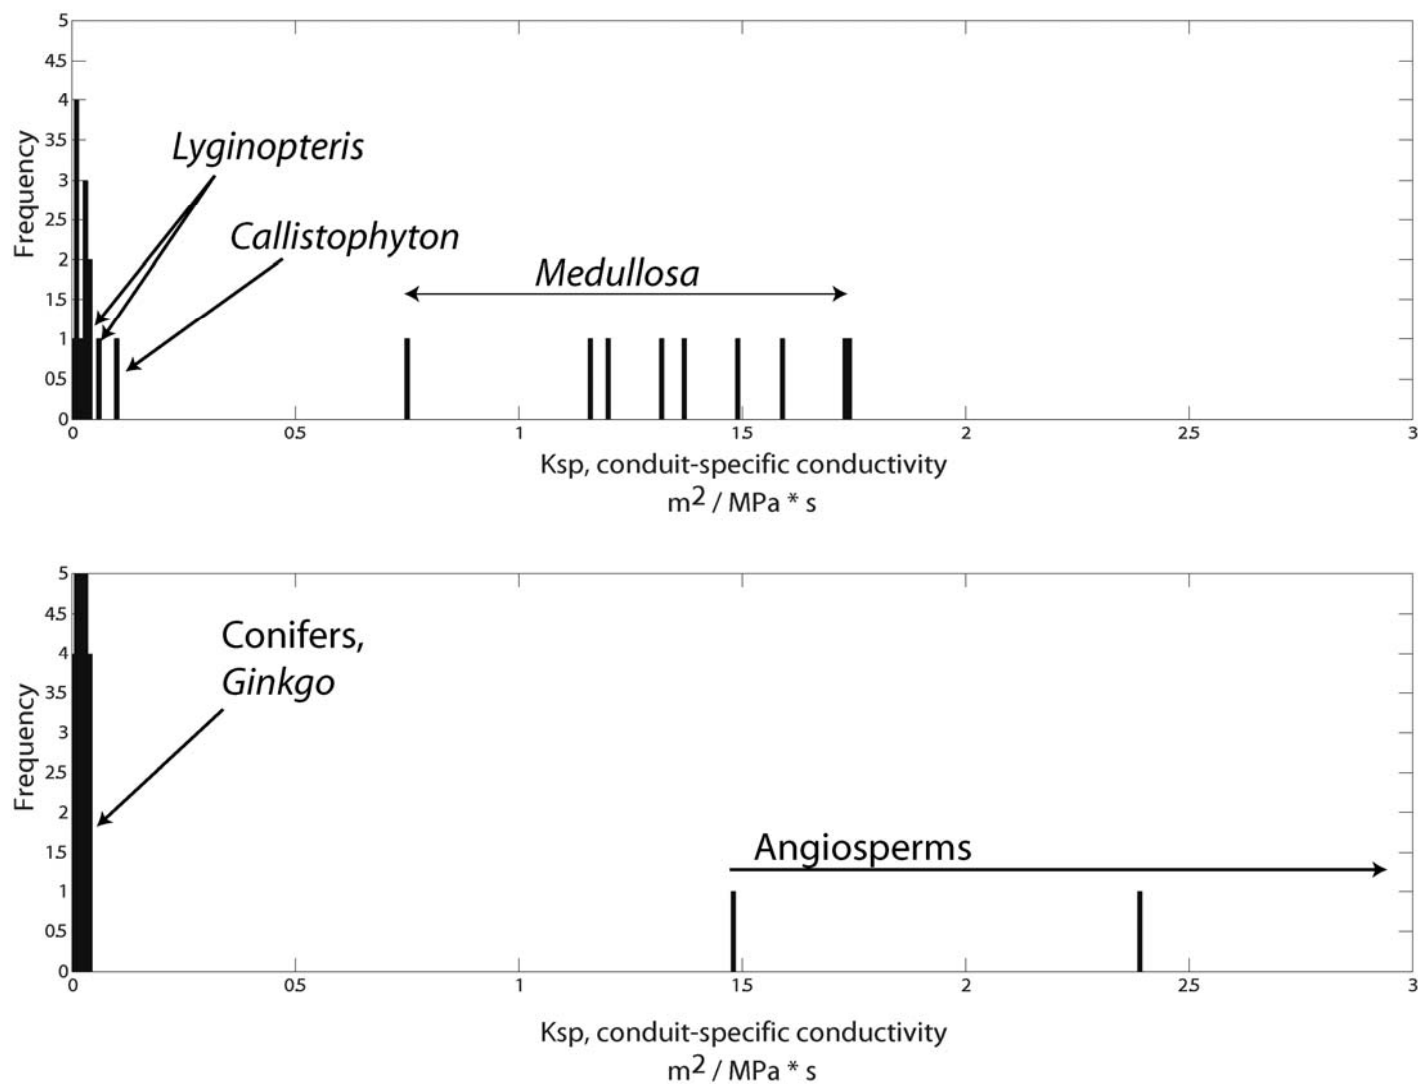 5
4.5
4
3.5
3
2.5
2
1.5
1
0.5
0
Frequency
Lyginopteris
Callistophyton
Medullosa
0 0.5 1 1.5 2 2.5 3
Ksp, conduit-specific conductivity
m2 / MPa * s
5
4.5
4
3.5
3
2.5
2
1.5
1
0.5
0
Frequency
Conifers,
Ginkgo
Angiosperms
0 0.5 1 1.5 2 2.5 3
Ksp, conduit-specific conductivity
m2 / MPa * s